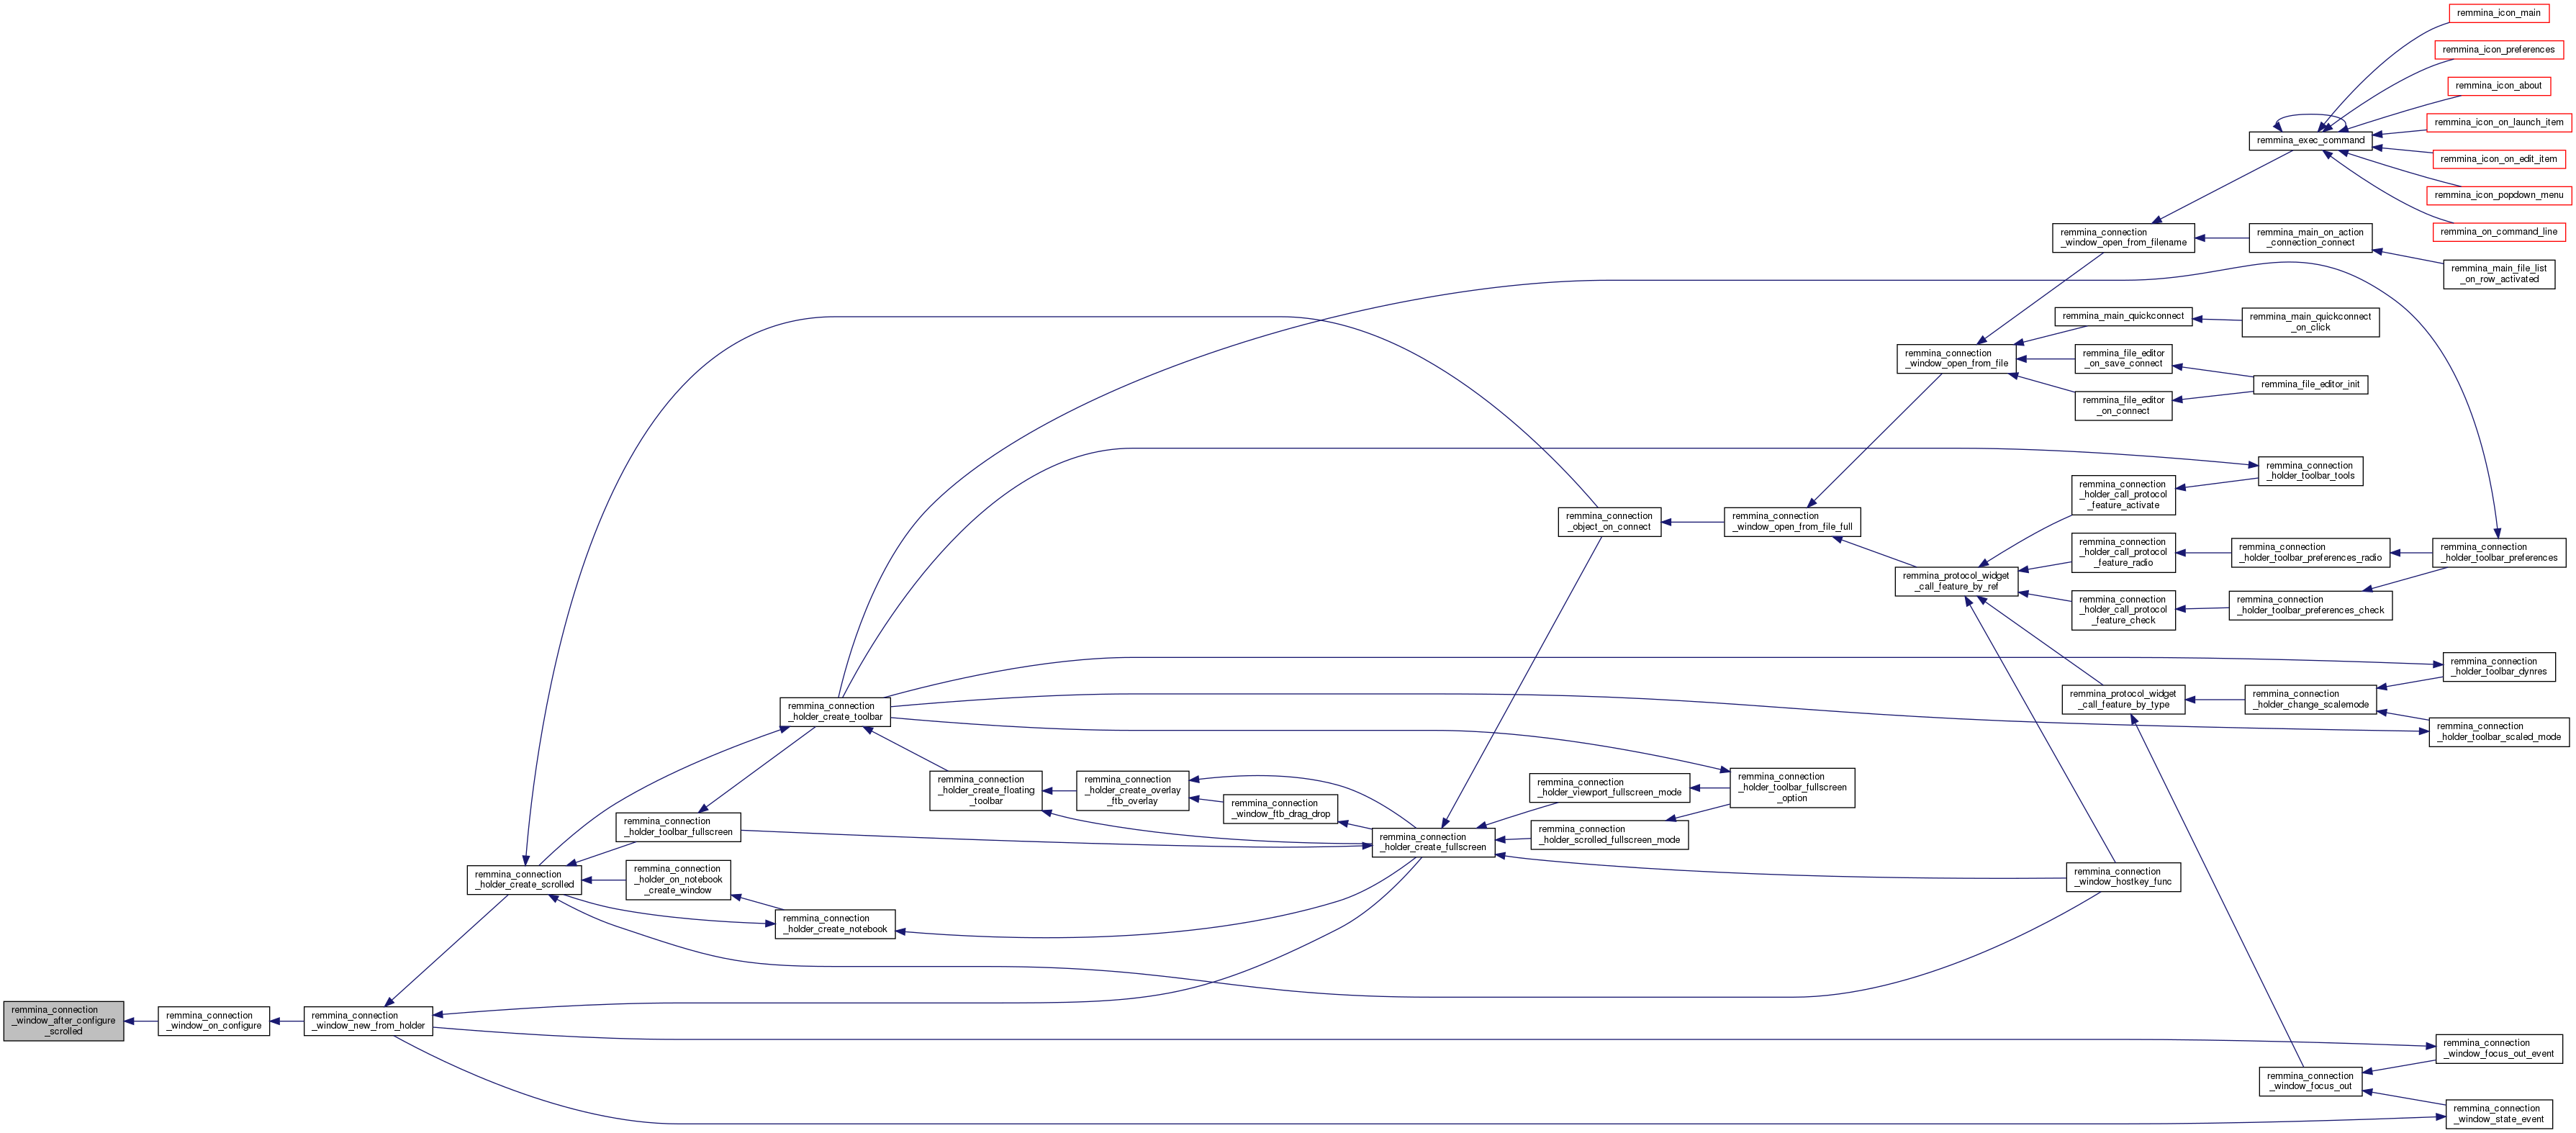 remmina_icon_main
remmina_icon_preferences
remmina_icon_about
remmina_icon_on_launch_item
remmina_exec_command
remmina_icon_on_edit_item
remmina_icon_popdown_menu
remmina_on_command_line
remmina_connection
_window_open_from_filename
remmina_main_on_action
_connection_connect
remmina_main_file_list
_on_row_activated
remmina_main_quickconnect
remmina_main_quickconnect
_on_click
remmina_connection
_window_open_from_file
remmina_file_editor
_on_save_connect
remmina_file_editor_init
remmina_file_editor
_on_connect
remmina_connection
_holder_toolbar_tools
remmina_connection
_holder_call_protocol
_feature_activate
remmina_connection
_object_on_connect
remmina_connection
_window_open_from_file_full
remmina_connection
_holder_call_protocol
_feature_radio
remmina_connection
_holder_toolbar_preferences_radio
remmina_connection
_holder_toolbar_preferences
remmina_protocol_widget
_call_feature_by_ref
remmina_connection
_holder_call_protocol
_feature_check
remmina_connection
_holder_toolbar_preferences_check
remmina_connection
_holder_toolbar_dynres
remmina_protocol_widget
_call_feature_by_type
remmina_connection
_holder_change_scalemode
remmina_connection
_holder_toolbar_scaled_mode
remmina_connection
_holder_create_toolbar
remmina_connection
_holder_create_floating
_toolbar
remmina_connection
_holder_create_overlay
_ftb_overlay
remmina_connection
_window_ftb_drag_drop
remmina_connection
_holder_viewport_fullscreen_mode
remmina_connection
_holder_toolbar_fullscreen
_option
remmina_connection
_holder_toolbar_fullscreen
remmina_connection
_holder_create_fullscreen
remmina_connection
_holder_scrolled_fullscreen_mode
remmina_connection
_holder_create_scrolled
remmina_connection
_holder_on_notebook
_create_window
remmina_connection
_window_hostkey_func
remmina_connection
_holder_create_notebook
remmina_connection
_window_after_configure
_scrolled
remmina_connection
_window_on_configure
remmina_connection
_window_new_from_holder
remmina_connection
_window_focus_out_event
remmina_connection
_window_focus_out
remmina_connection
_window_state_event